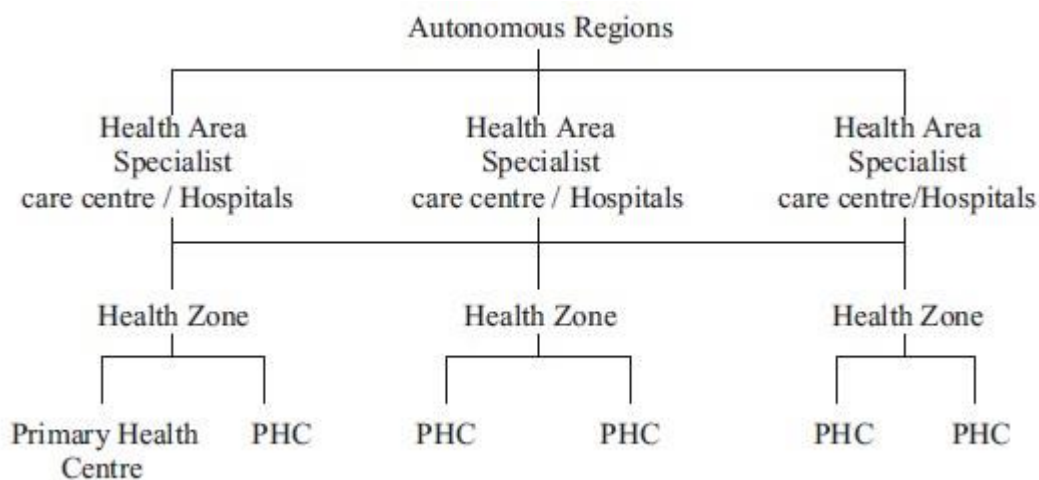 Autonomous Regions
Health Area
Specialist
care centre / Hospitals
Health Area
Specialist
care centre / Hospitals
Health Area
Specialist
care centre/Hospitals
Health Zone
Health Zone
Health Zone
Primary Health
Centre
PHC
PHC
PHC
PHC
PHC